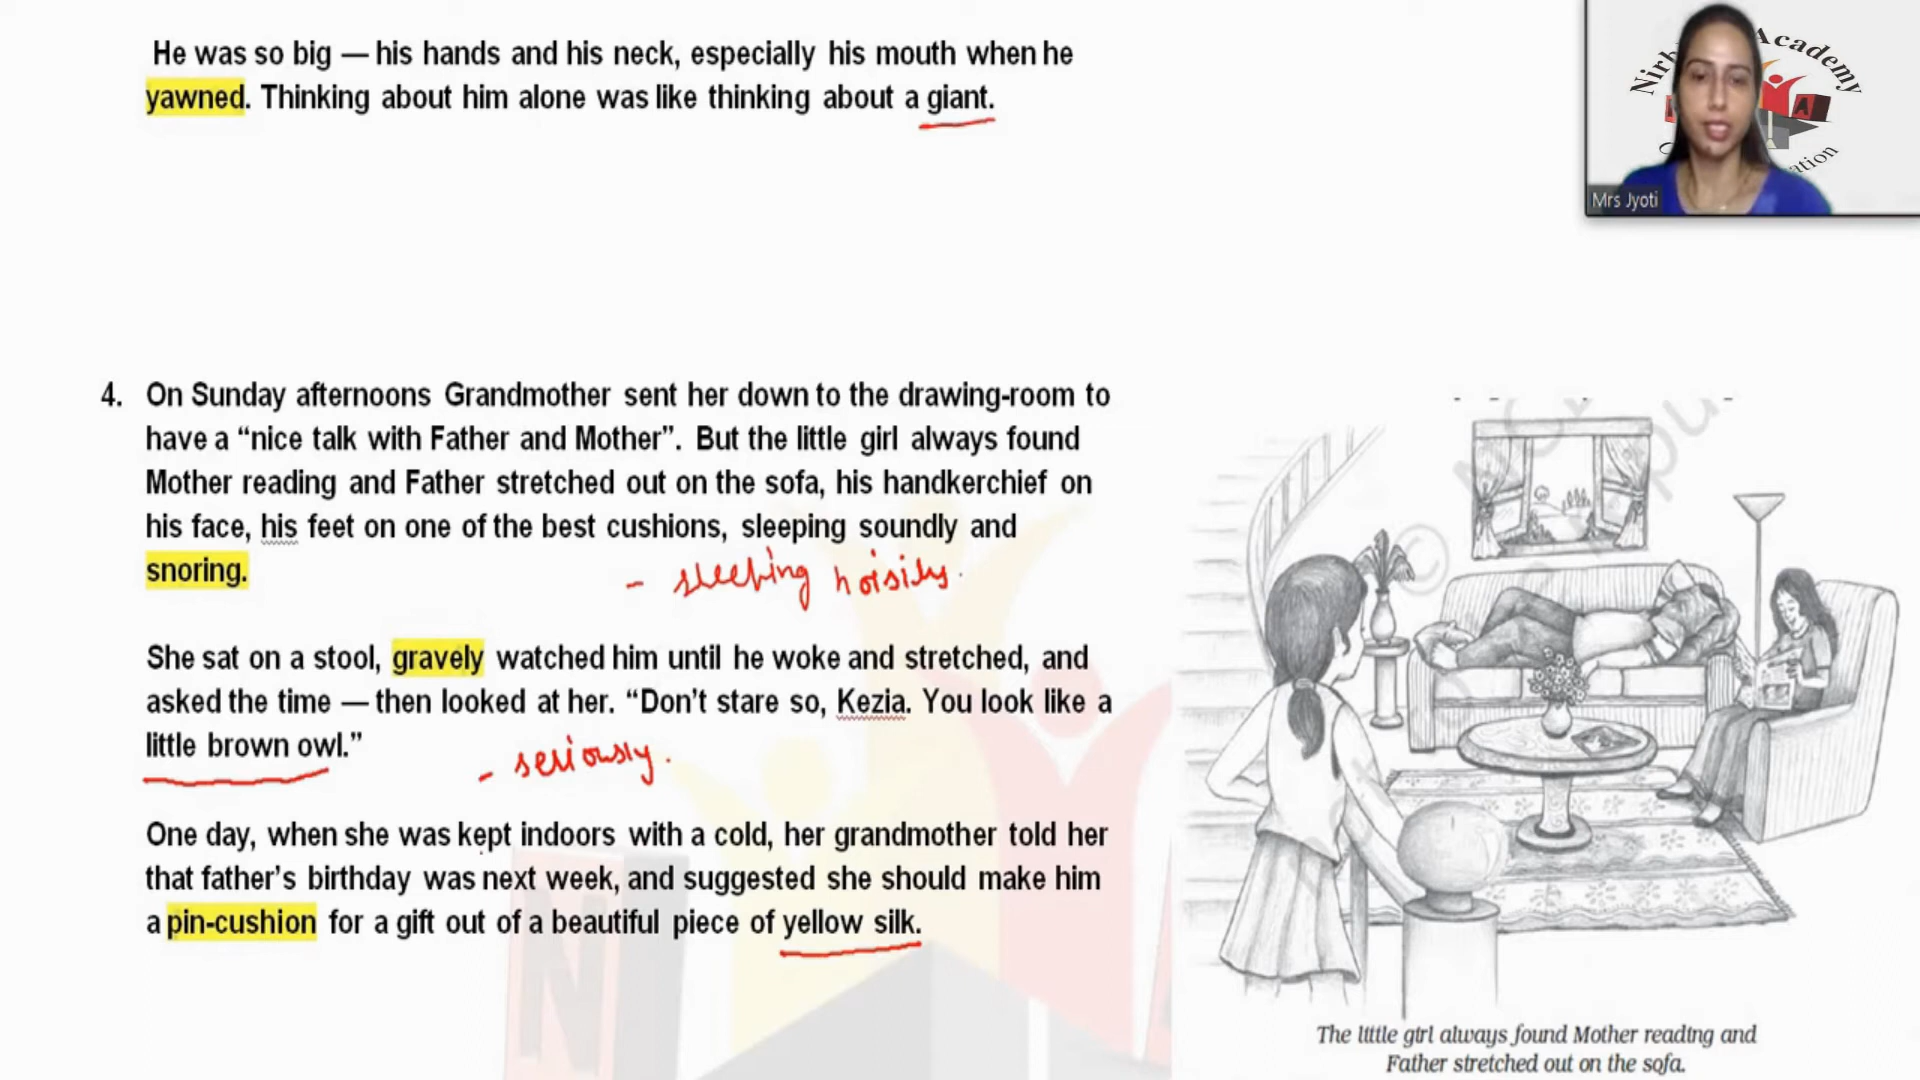 He was so big — his hands and his neck, especially his mouth when he
yawned. Thinking about him alone was like thinking about a giant.
Academy
Mrs Jyoti
4. On Sunday afternoons Grandmother sent her down to the drawing-room to
have a “nice talk with Father and Mother”. But the little girl always found
Mother reading and Father stretched out on the sofa, his handkerchief on
his face, his feet on one of the best cushions, sleeping soundly and
snoring.
- sleeping noisily.
She sat on a stool, gravely watched him until he woke and stretched, and
asked the time — then looked at her. “Don’t stare so, Kezia. You look like a
little brown owl.”
- seriously.
One day, when she was kept indoors with a cold, her grandmother told her
that father’s birthday was next week, and suggested she should make him
a pin-cushion for a gift out of a beautiful piece of yellow silk.
The little girl always found Mother reading and
Father stretched out on the sofa.